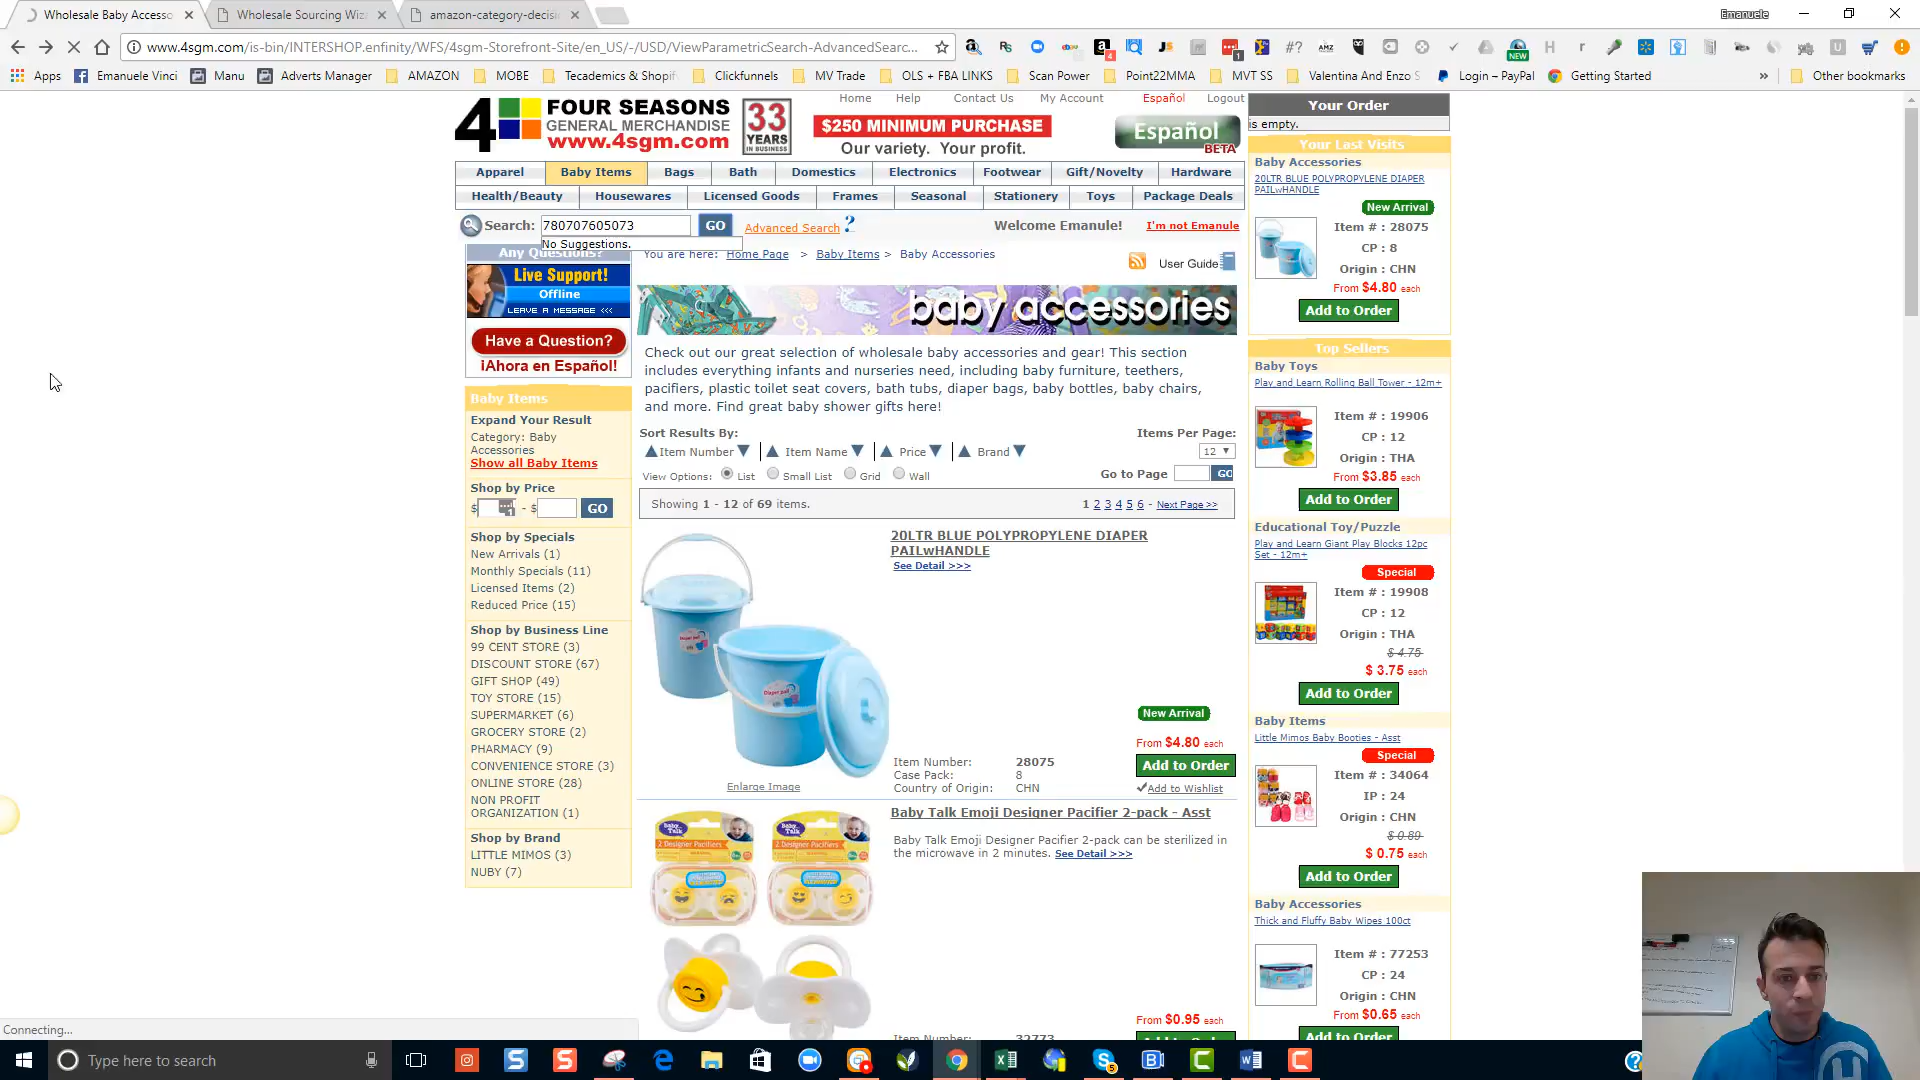 Wholesale Baby Accesso
Wholesale Sourcing Wiz
amazon-category-decisi
Emanuele
www.4sgm.com/is-bin/INTERSHOP.enfinity/WFS/4sgm-Storefront-Site/en_US/-/USD/ViewParametricSearch-AdvancedSearc...
Apps
Emanuele Vinci
Manu
Adverts Manager
AMAZON
MOBE
Tecademics & Shopif
Clickfunnels
MV Trade
OLS + FBA LINKS
Scan Power
Point22MMA
MVT SS
Valentina And Enzo S
Login – PayPal
Getting Started
»
Other bookmarks
4 FOUR SEASONS
GENERAL MERCHANDISE
www.4sgm.com
33
YEARS
IN BUSINESS
Home
Help
Contact Us
My Account
Español
Logout
$250 MINIMUM PURCHASE
Our variety. Your profit.
Español
BETA
Apparel
Baby Items
Bags
Bath
Domestics
Electronics
Footwear
Gift/Novelty
Hardware
Health/Beauty
Housewares
Licensed Goods
Frames
Seasonal
Stationery
Toys
Package Deals
Search: 780707605073 GO Advanced Search ?
Welcome Emanule!
I'm not Emanule
No Suggestions.
Any Questions?
Live Support!
Offline
LEAVE A MESSAGE <<<
Have a Question?
¡Ahora en Español!
You are here: Home Page > Baby Items > Baby Accessories
User Guide
baby accessories
Check out our great selection of wholesale baby accessories and gear! This section
includes everything infants and nurseries need, including baby furniture, teethers,
pacifiers, plastic toilet seat covers, bath tubs, diaper bags, baby bottles, baby chairs,
and more. Find great baby shower gifts here!
Baby Items
Expand Your Result
Category: Baby
Accessories
Show all Baby Items
Shop by Price
$ - $ GO
Shop by Specials
New Arrivals (1)
Monthly Specials (11)
Licensed Items (2)
Reduced Price (15)
Shop by Business Line
99 CENT STORE (3)
DISCOUNT STORE (67)
GIFT SHOP (49)
TOY STORE (15)
SUPERMARKET (6)
GROCERY STORE (2)
PHARMACY (9)
CONVENIENCE STORE (3)
ONLINE STORE (28)
NON PROFIT
ORGANIZATION (1)
Shop by Brand
LITTLE MIMOS (3)
NUBY (7)
Sort Results By:
Items Per Page:
Item Number
Item Name
Price
Brand
12
View Options: List Small List Grid Wall
Go to Page GO
Showing 1 - 12 of 69 items.
1 2 3 4 5 6 - Next Page >>
20LTR BLUE POLYPROPYLENE DIAPER
PAILwHANDLE
See Detail >>>
New Arrival
From $4.80 each
Add to Order
Add to Wishlist
Item Number: 28075
Case Pack: 8
Country of Origin: CHN
Enlarge Image
Baby Talk Emoji Designer Pacifier 2-pack - Asst
Baby Talk Emoji Designer Pacifier 2-pack can be sterilized in
the microwave in 2 minutes. See Detail >>>
From $0.95 each
Your Order
is empty.
Your Last Visits
Baby Accessories
20LTR BLUE POLYPROPYLENE DIAPER
PAILwHANDLE
New Arrival
Item # : 28075
CP : 8
Origin : CHN
From $4.80 each
Add to Order
Top Sellers
Baby Toys
Play and Learn Rolling Ball Tower - 12m+
Item # : 19906
CP : 12
Origin : THA
From $3.85 each
Add to Order
Educational Toy/Puzzle
Play and Learn Giant Play Blocks 12pc
Set - 12m+
Special
Item # : 19908
CP : 12
Origin : THA
$ 4.75
$ 3.75 each
Add to Order
Baby Items
Little Mimos Baby Booties - Asst
Special
Item # : 34064
IP : 24
Origin : CHN
$ 0.89
$ 0.75 each
Add to Order
Baby Accessories
Thick and Fluffy Baby Wipes 100ct
Item # : 77253
CP : 24
Origin : CHN
From $0.65 each
Add to Order
Connecting...
Type here to search